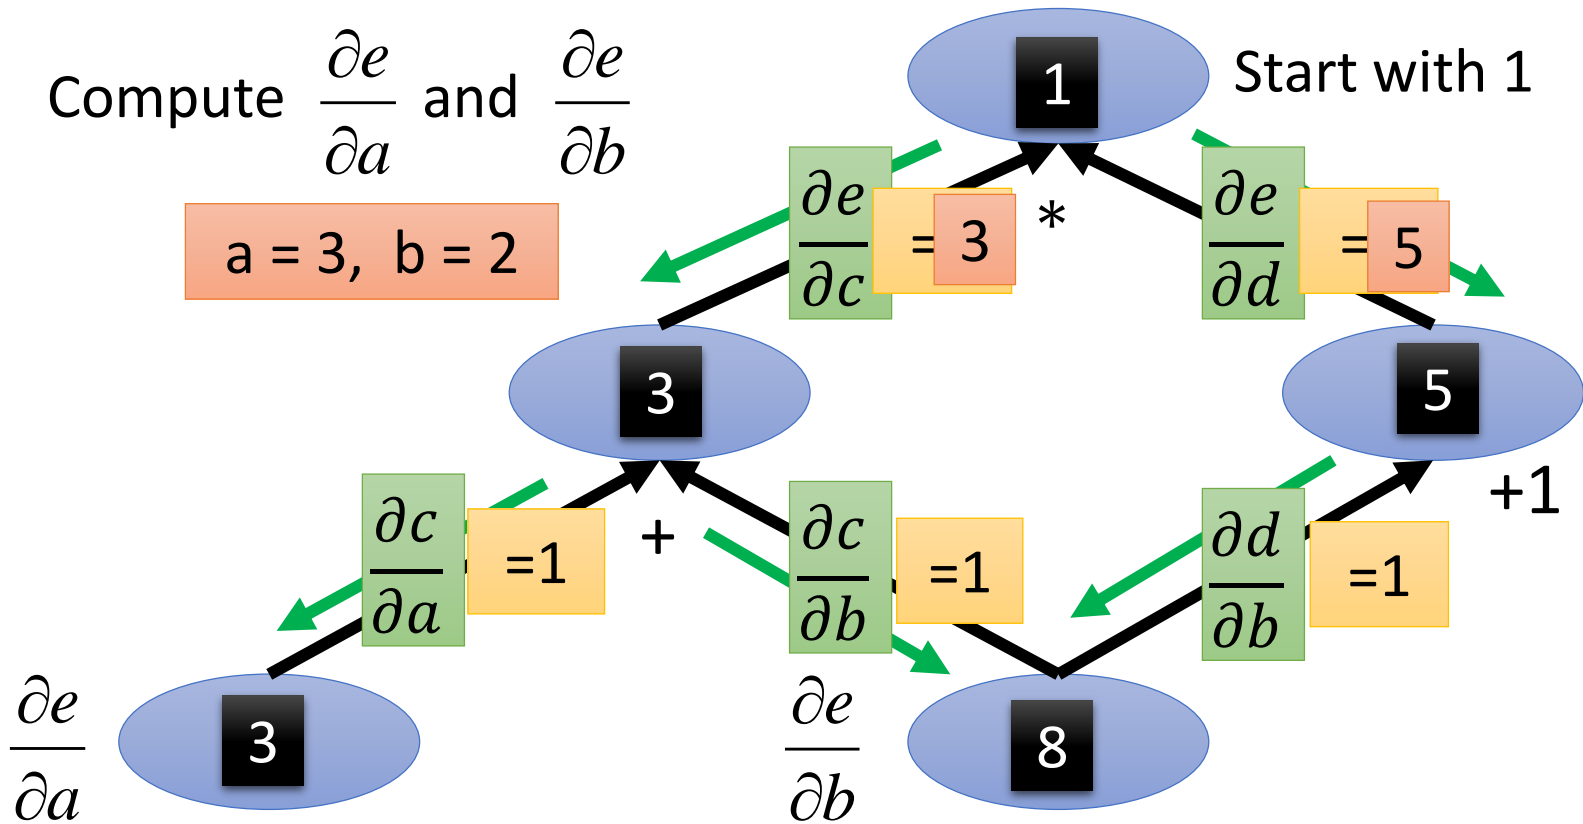 Compute ∂e/∂a and ∂e/∂b
a = 3, b = 2
1
Start with 1
∂e/∂c
=
3
*
∂e/∂d
=
5
3
5
∂c/∂a
=1
+
∂c/∂b
=1
∂d/∂b
=1
+1
∂e/∂a
3
∂e/∂b
8